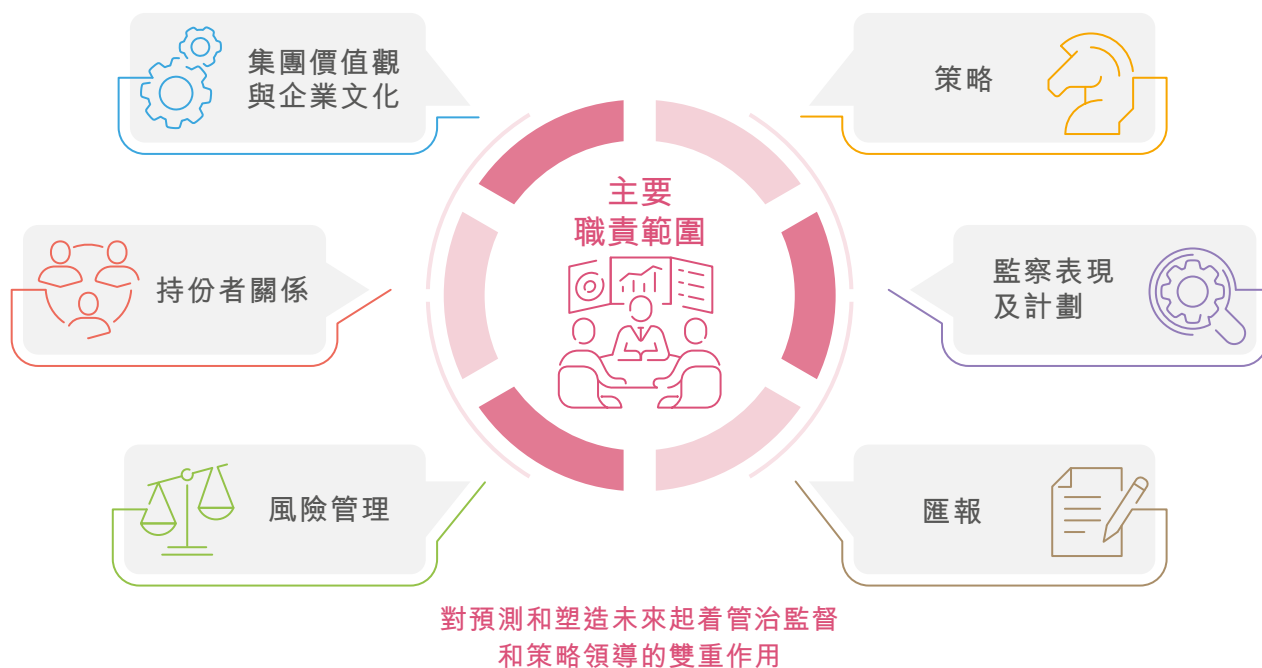 集團價值觀
與企業文化
策略
主要
職責範圍
持份者關係
監察表現
及計劃
風險管理
匯報
對預測和塑造未來起着管治監督
和策略領導的雙重作用